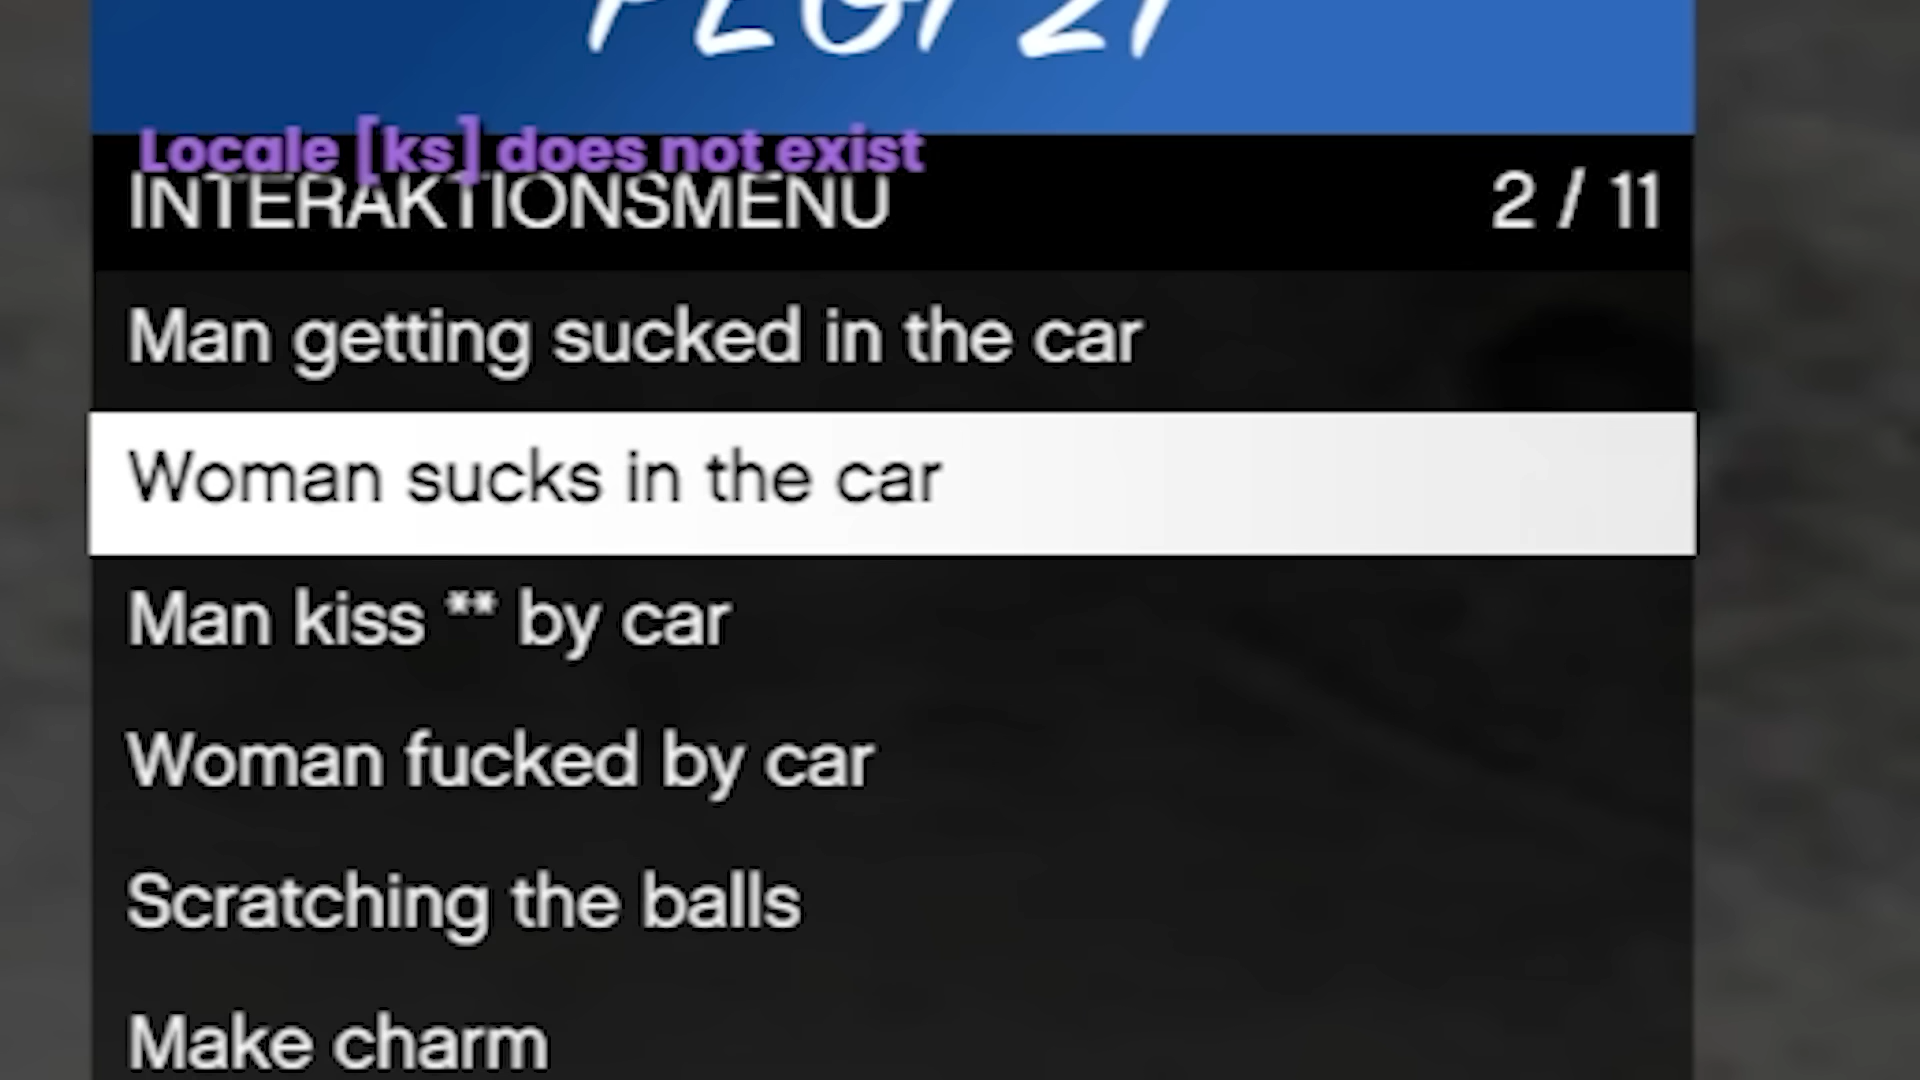 Locale [ks] does not exist
INTERAKTIONSMENU
2 / 11
Man getting sucked in the car
Woman sucks in the car
Man kiss ** by car
Woman fucked by car
Scratching the balls
Make charm